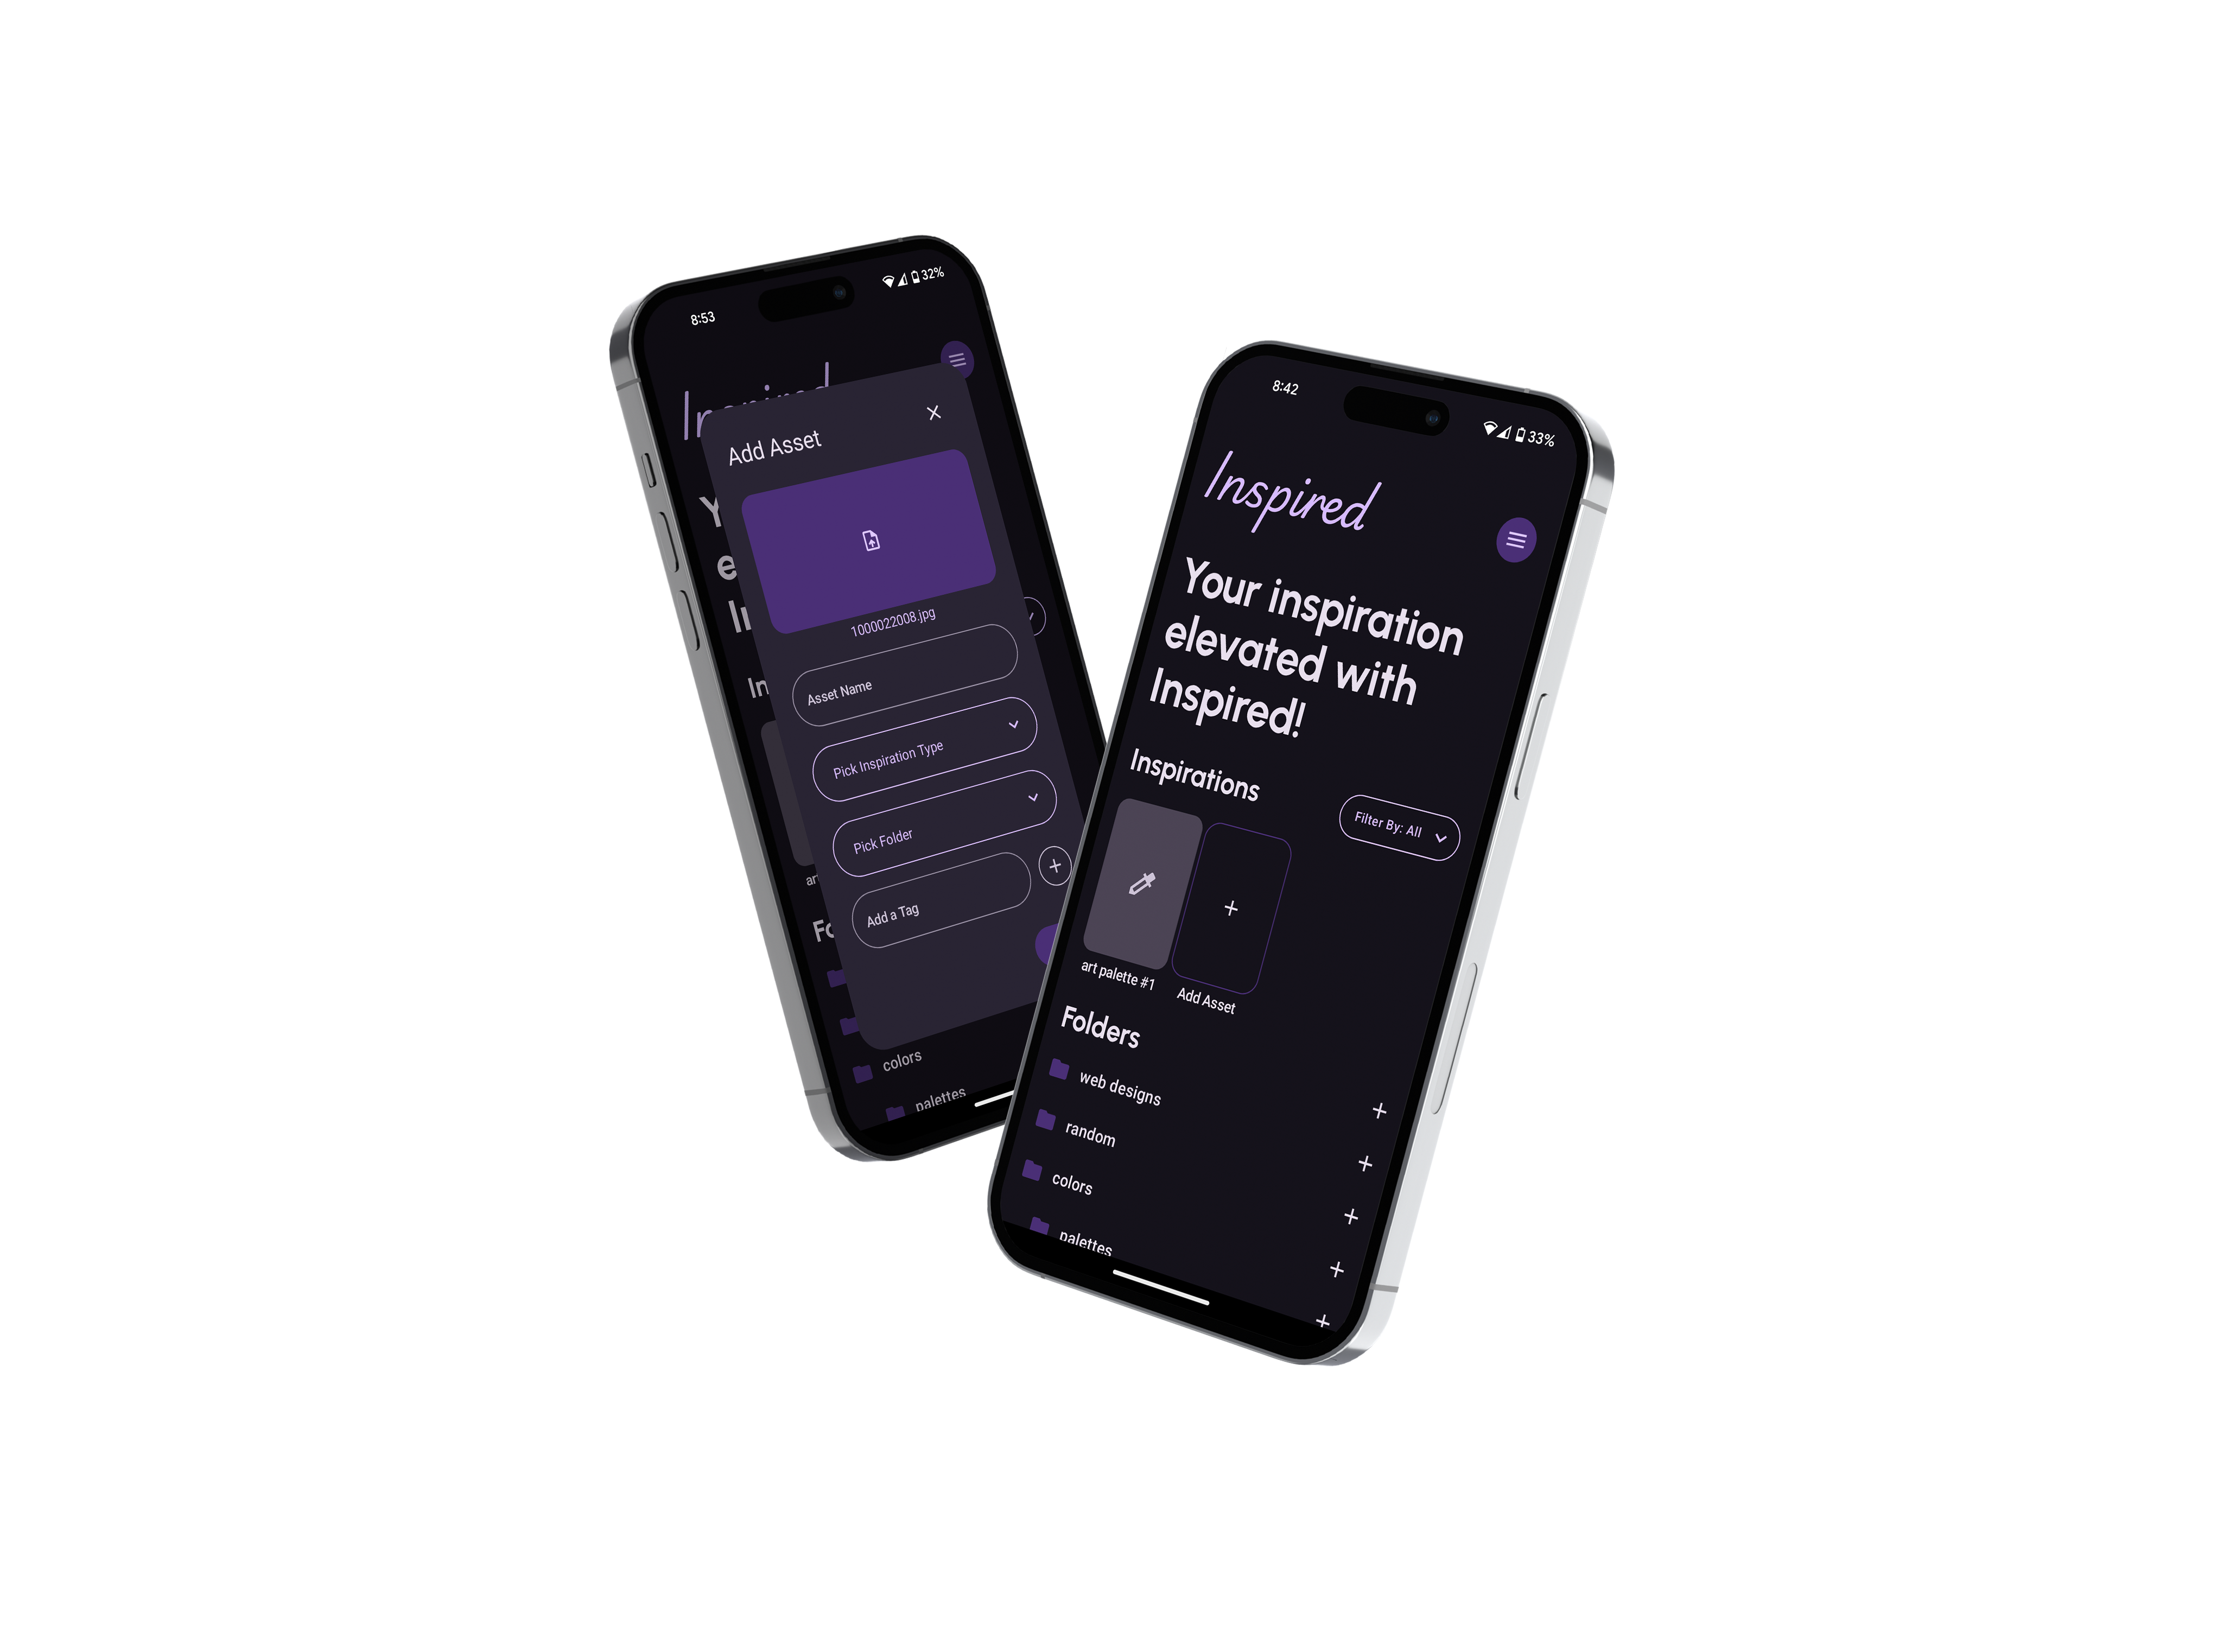 8:53
32%
Add Asset
1000022008.jpg
Asset Name
Pick Inspiration Type
Pick Folder
Add a Tag
colors
palettes
8:42
33%
Inspired
Your inspiration
elevated with
Inspired!
Inspirations
Filter By: All
art palette #1
Add Asset
Folders
web designs
random
colors
palettes